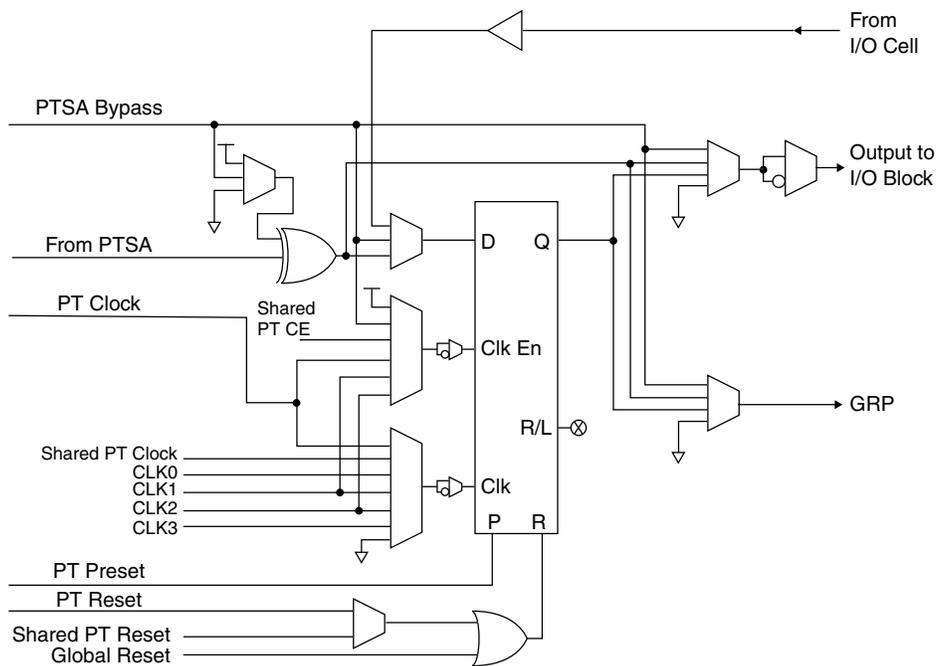 From
I/O Cell
PTSA Bypass
Output to
I/O Block
From PTSA
D
Q
PT Clock
Shared
PT CE
Clk En
GRP
R/L
Shared PT Clock
CLK0
CLK1
CLK2
CLK3
Clk
P
R
PT Preset
PT Reset
Shared PT Reset
Global Reset